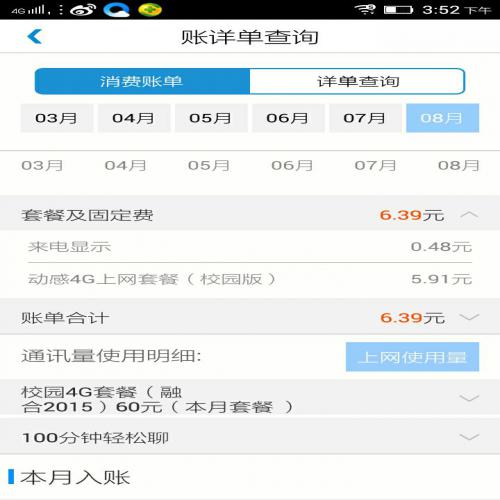 4G 3:52下午
账详单查询
消费账单 详单查询
03月 04月 05月 06月 07月 08月
03月 04月 05月 06月 07月 08月
套餐及固定费 6.39元
来电显示 0.48元
动感4G上网套餐（校园版） 5.91元
账单合计 6.39元
通讯量使用明细: 上网使用量
校园4G套餐（融
合2015）60元（本月套餐 ）
100分钟轻松聊
本月入账